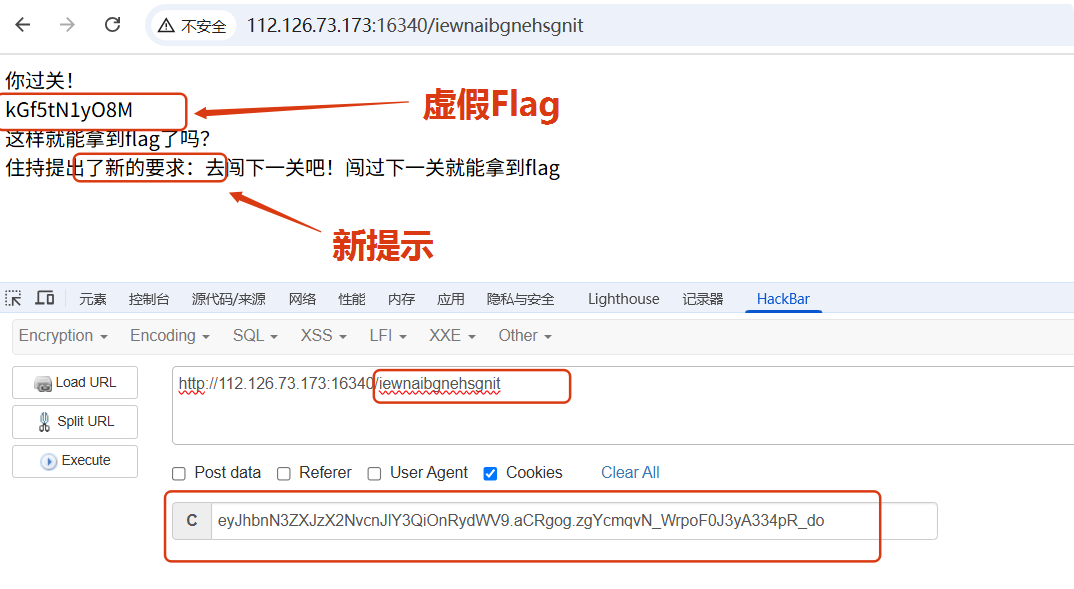 不安全 112.126.73.173:16340/iewnaibgnehsgnit
你过关！
kGf5tN1yO8M
虚假Flag
这样就能拿到flag了吗？
住持提出了新的要求：去闯下一关吧！闯过下一关就能拿到flag
新提示
元素 控制台 源代码/来源 网络 性能 内存 应用 隐私与安全 Lighthouse 记录器 HackBar
Encryption Encoding SQL XSS LFI XXE Other
Load URL
http://112.126.73.173:16340/iewnaibgnehsgnit
Split URL
Execute
Post data Referer User Agent Cookies Clear All
C eyJhbnN3ZXJzX2NvcnJlY3QiOnRydWV9.aCRgog.zgYcmqvN_WrpoF0J3yA334pR_do